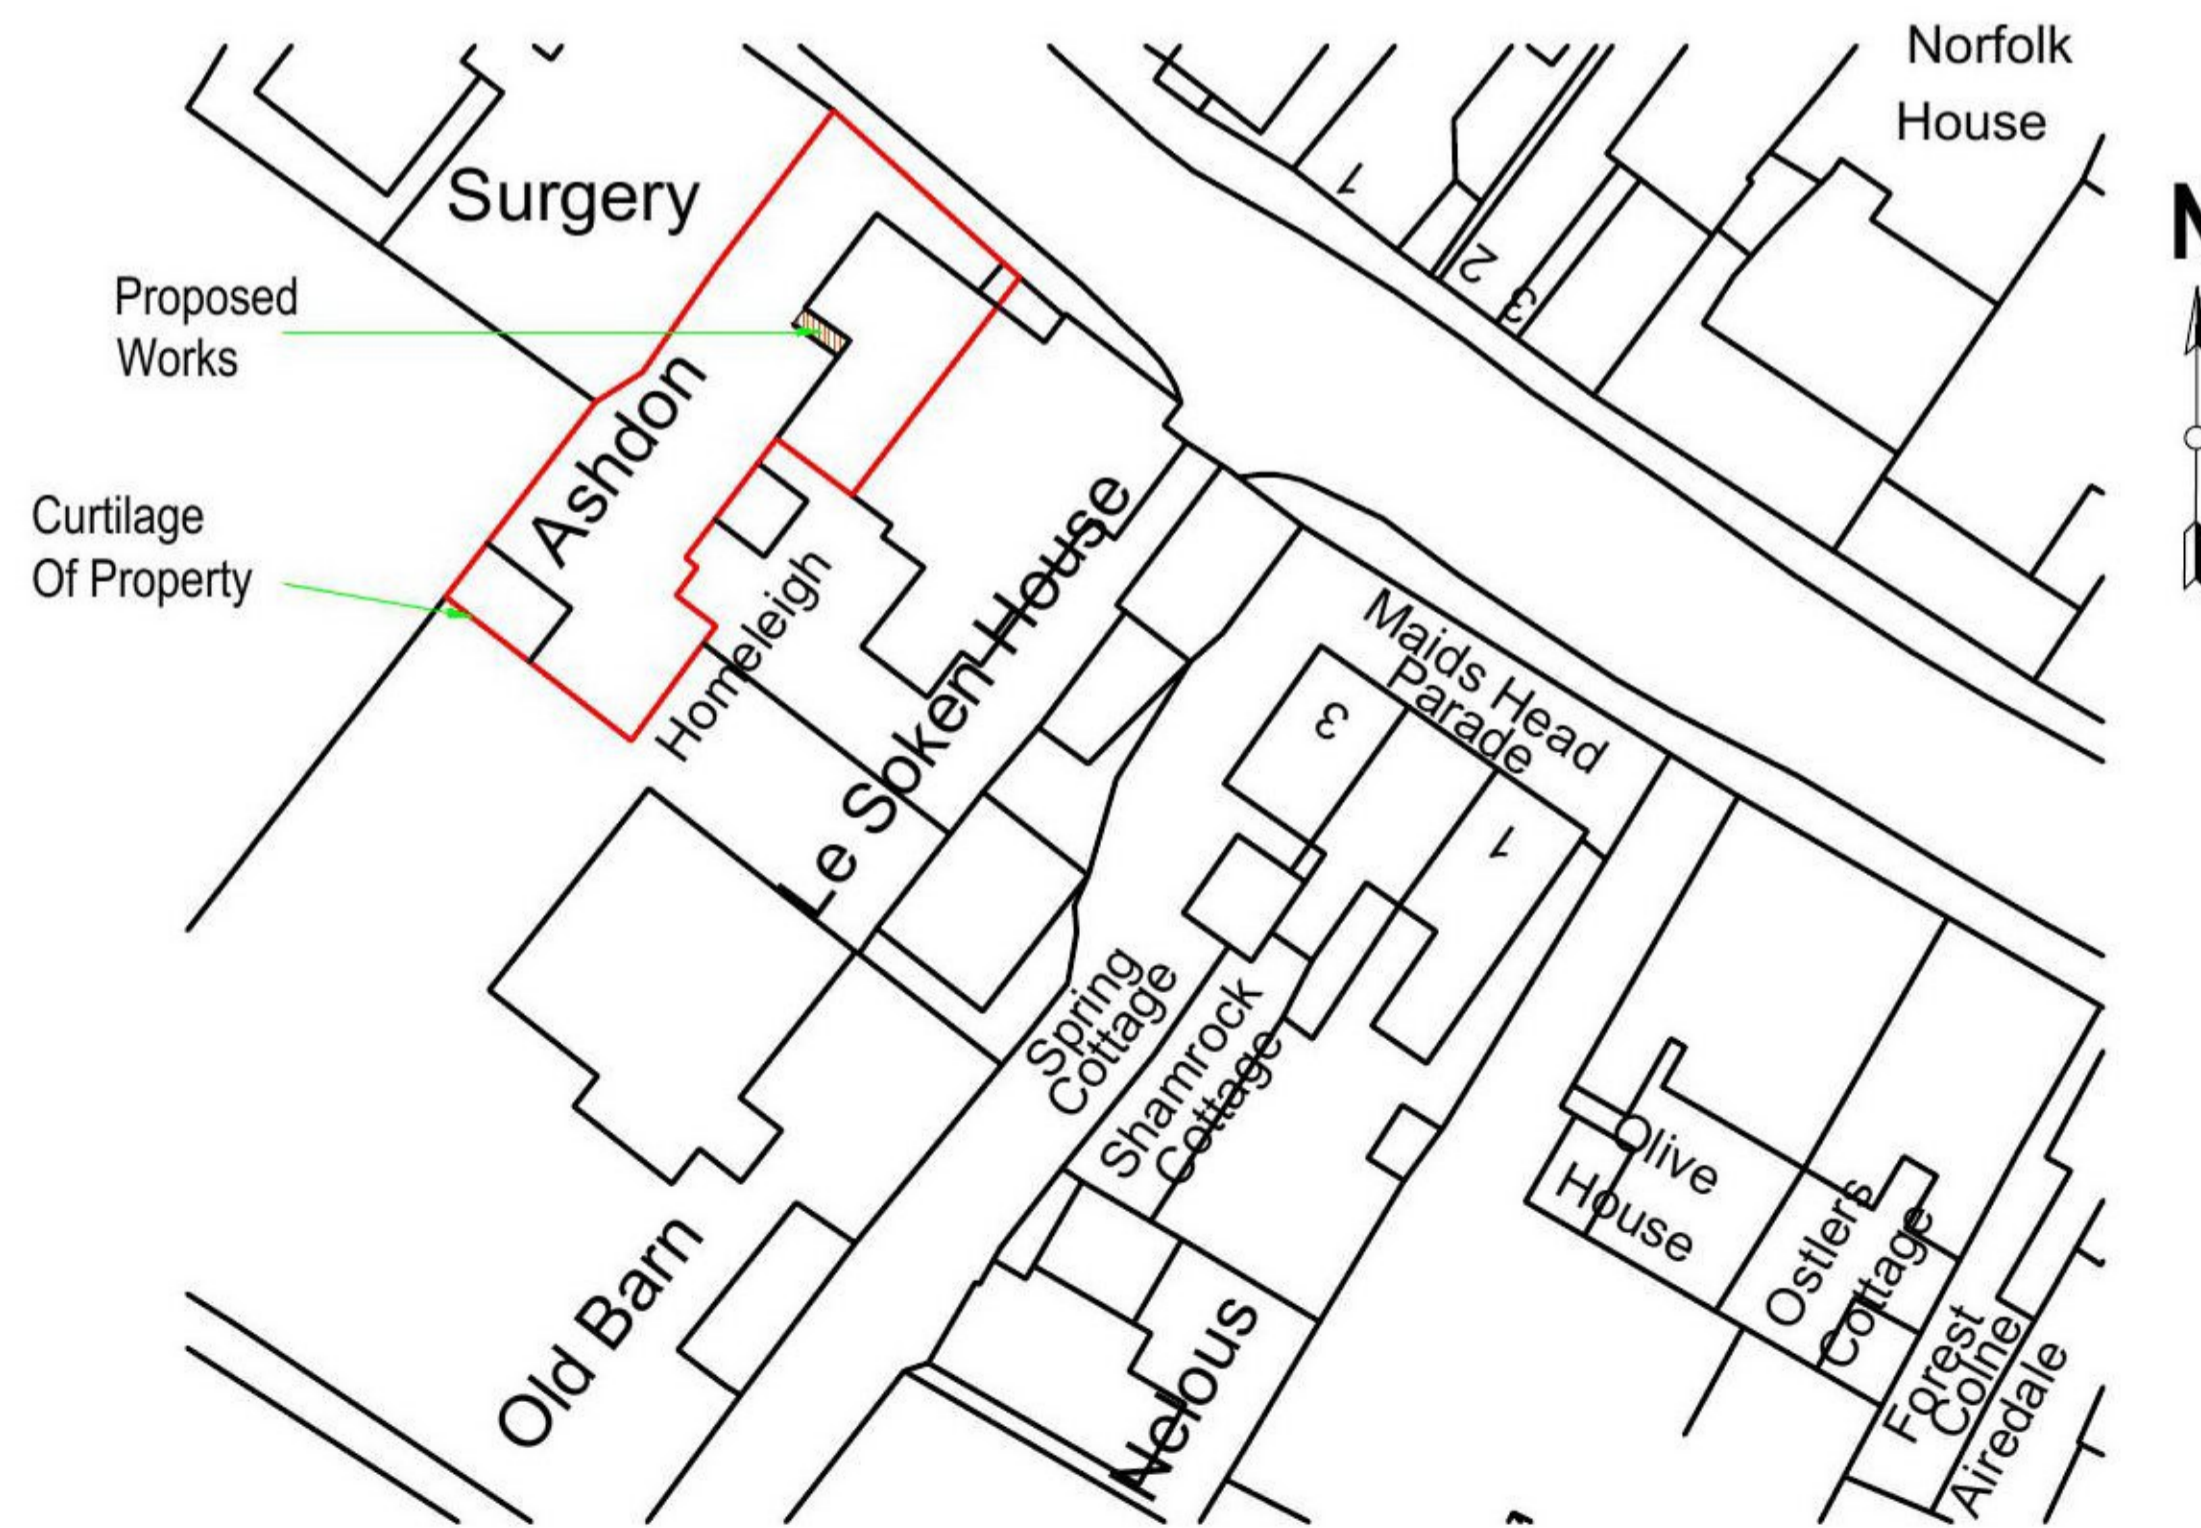 Norfolk
House
N
Surgery
1
2
3
Proposed
Works
Ashdon
Curtilage
Of Property
Homeleigh
Le Soken House
Maids Head
Parade
3
1
Spring
Cottage
Shamrock
Cottage
Olive
House
Ostlers
Cottage
Old Barn
Nelous
Forest
Colne
Airedale